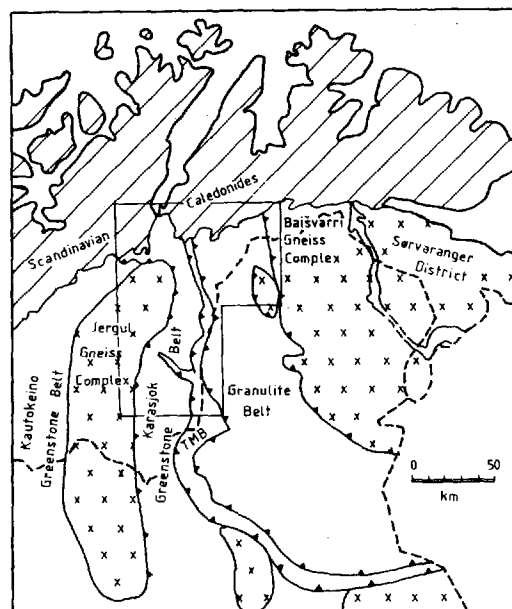 Scandinavian Caledonides
Baišvarri
Gneiss
Complex
Sørvaranger
District
Jergul
Gneiss
Complex
Kautokeino
Greenstone Belt
Karasjok
Greenstone
Belt
TMB
Granulite
Belt
0 50
km